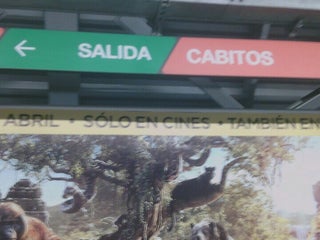 ← SALIDA CABITOS
ABRIL • SÓLO EN CINES • TAMBIÉN EN